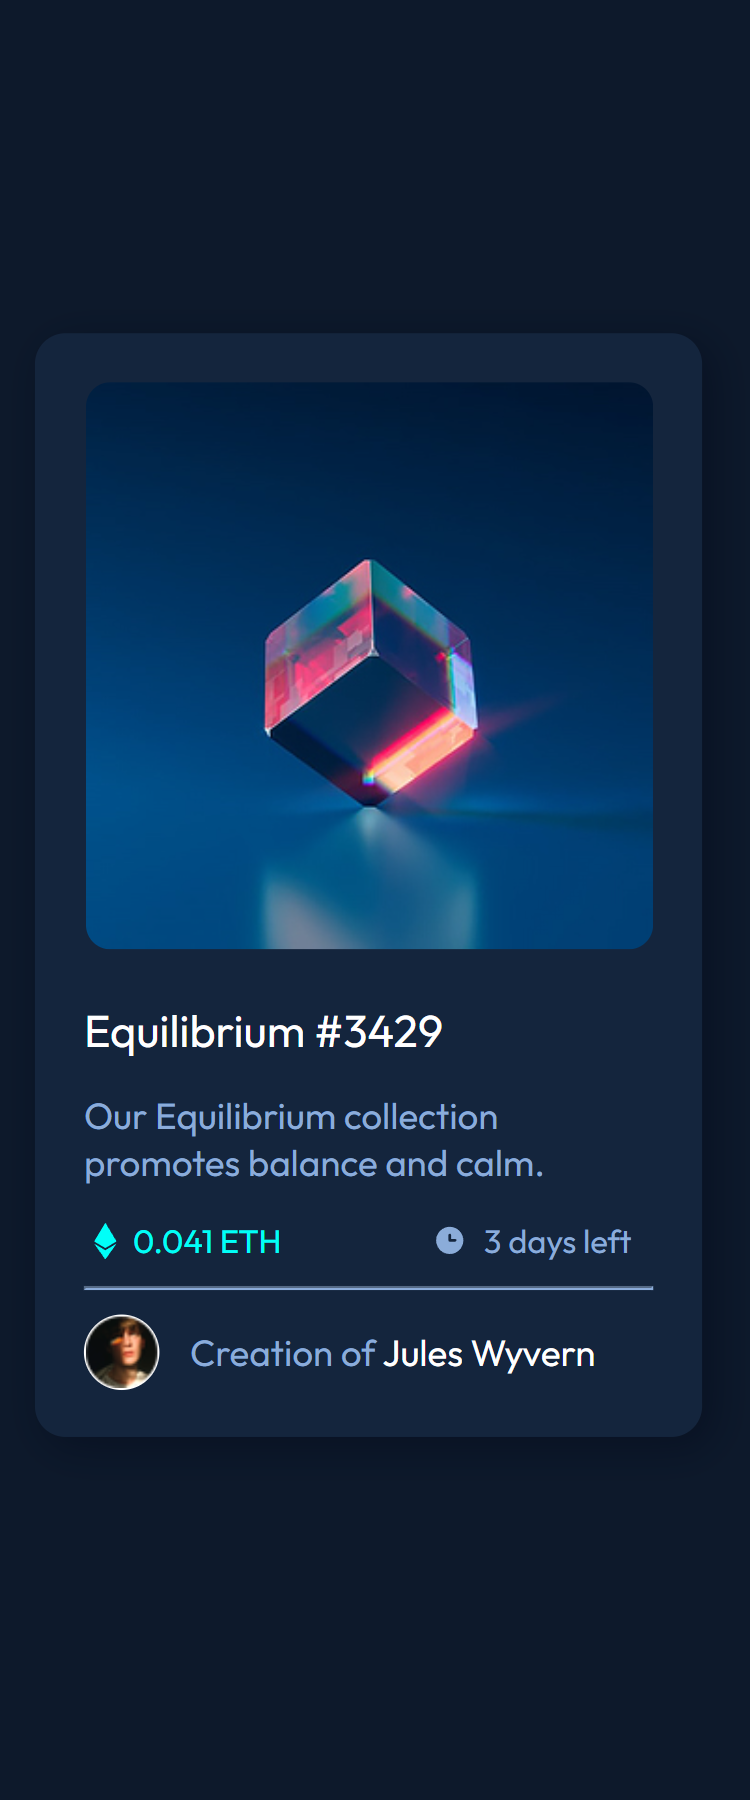 Equilibrium #3429
Our Equilibrium collection
promotes balance and calm.
0.041 ETH
3 days left
Creation of Jules Wyvern